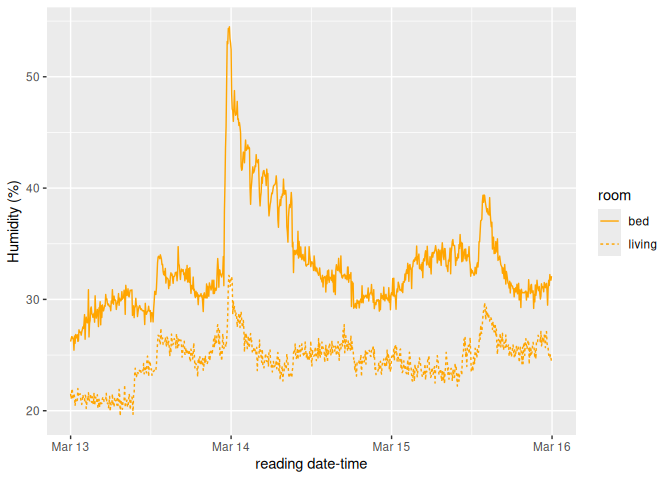 Humidity (%)
50
40
30
20
Mar 13
Mar 14
Mar 15
Mar 16
reading date-time
room
bed
living